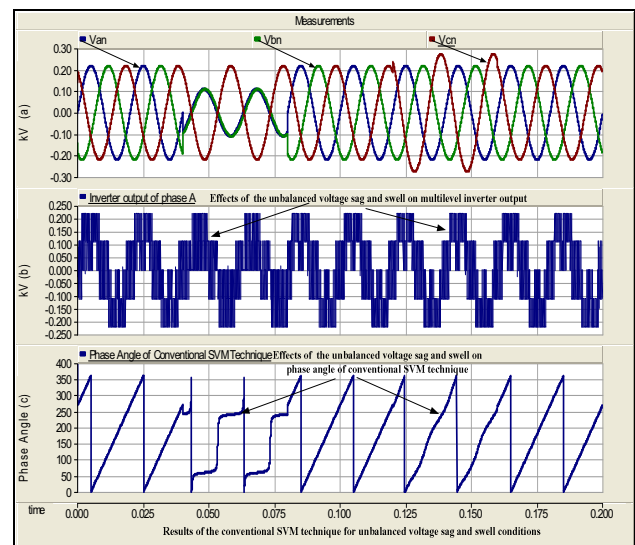 Measurements
Van Vbn Vcn
kV (a)
0.30
0.20
0.10
0.00
-0.10
-0.20
-0.30
Inverter output of phase A Effects of the unbalanced voltage sag and swell on multilevel inverter output
kV (b)
0.250
0.200
0.150
0.100
0.050
0.000
-0.050
-0.100
-0.150
-0.200
-0.250
Phase Angle of Conventional SVM Technique Effects of the unbalanced voltage sag and swell on
phase angle of conventional SVM technique
Phase Angle (c)
400
350
300
250
200
150
100
50
0
time 0.000 0.025 0.050 0.075 0.100 0.125 0.150 0.175 0.200
Results of the conventional SVM technique for unbalanced voltage sag and swell conditions